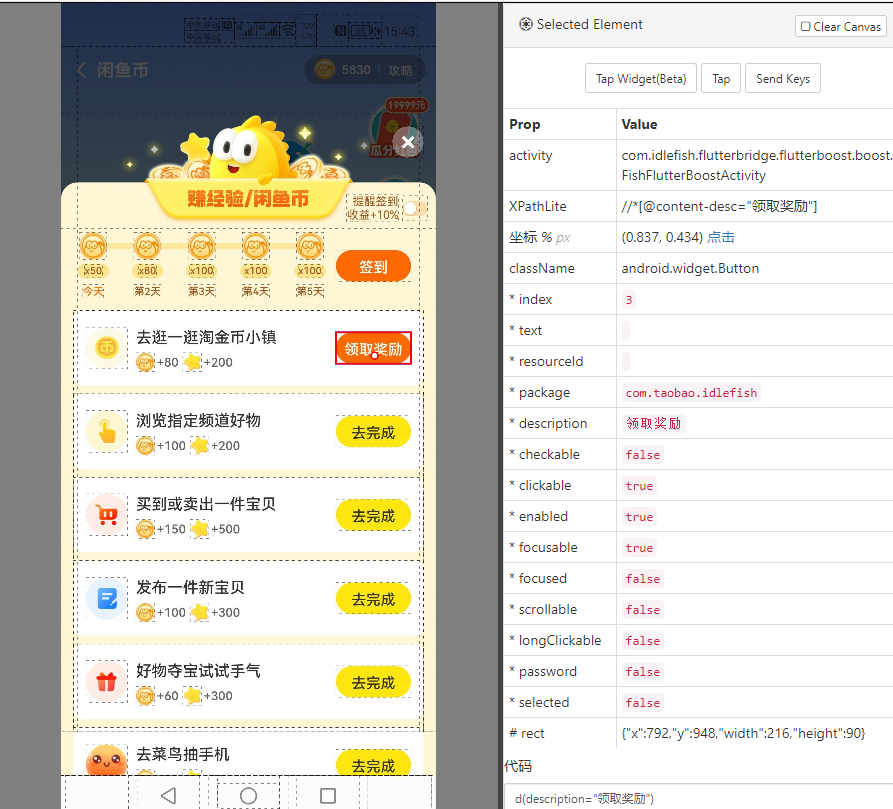 15:43
闲鱼币
5830
攻略
19999元
赚经验/闲鱼币
提醒签到
收益+10%
x50
x80
x100
x100
x100
今天
第2天
第3天
第4天
第5天
签到
去逛一逛淘金币小镇
+80
+200
领取奖励
浏览指定频道好物
+100
+200
去完成
买到或卖出一件宝贝
+150
+500
去完成
发布一件新宝贝
+100
+300
去完成
好物夺宝试试手气
+60
+300
去完成
去菜鸟抽手机
去完成
Selected Element
Clear Canvas
Tap Widget(Beta)
Tap
Send Keys
Prop Value
activity com.idlefish.flutterbridge.flutterboost.boost.
FishFlutterBoostActivity
XPathLite //*[@content-desc="领取奖励"]
坐标 % px (0.837, 0.434) 点击
className android.widget.Button
* index 3
* text
* resourceId
* package com.taobao.idlefish
* description 领取奖励
* checkable false
* clickable true
* enabled true
* focusable true
* focused false
* scrollable false
* longClickable false
* password false
* selected false
# rect {"x":792,"y":948,"width":216,"height":90}
代码
d(description="领取奖励")